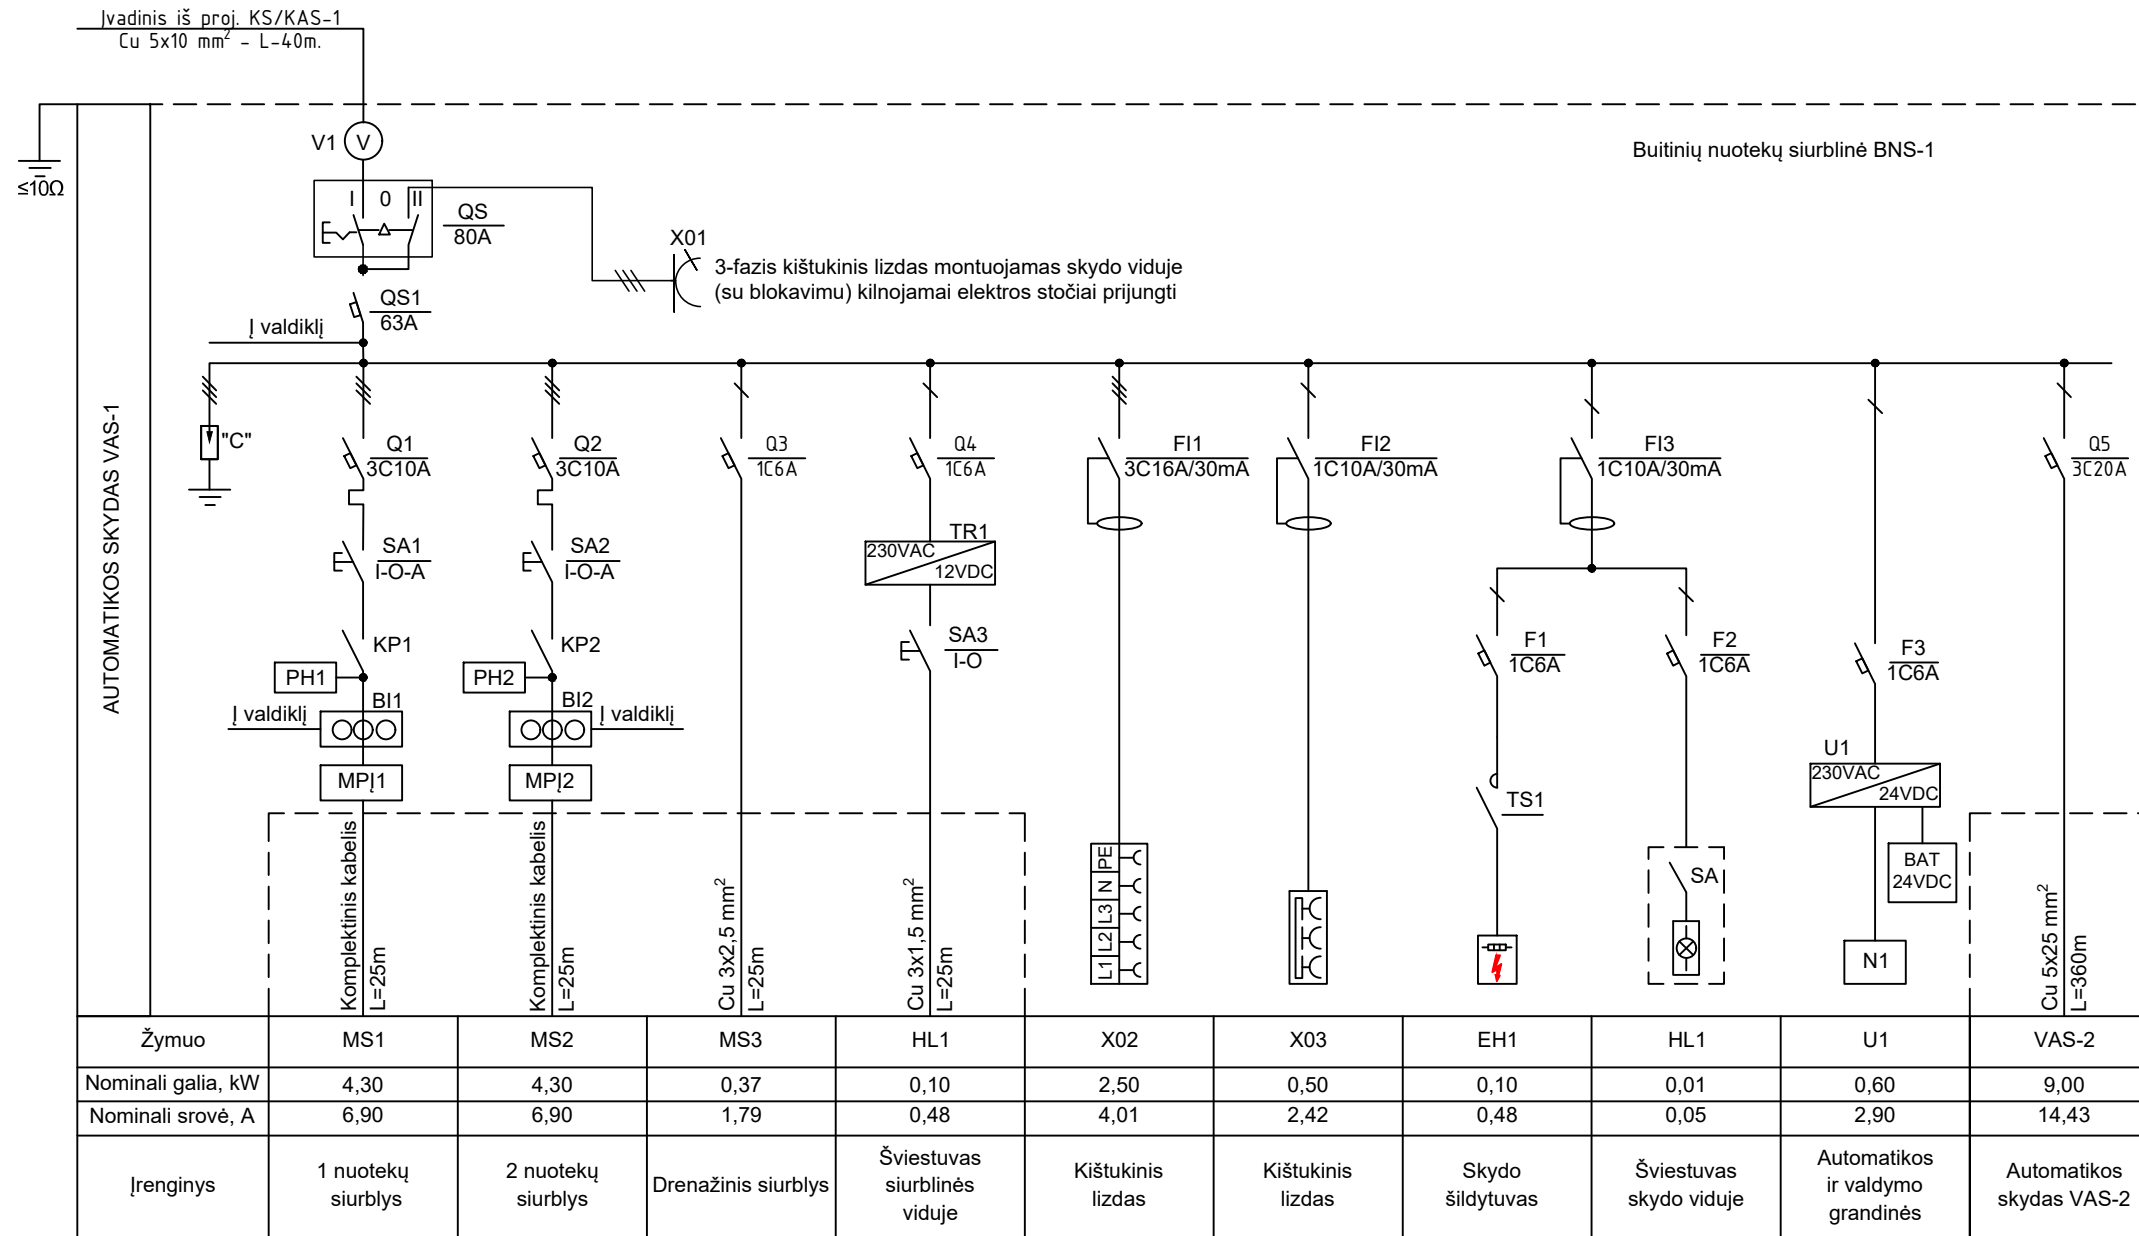 Įvadinis iš proj. KS/KAS-1
Cu 5x10 mm² - L-40m.
≤10Ω
AUTOMATIKOS SKYDAS VAS-1
Buitinių nuotekų siurblinė BNS-1
V1
V
I 0 II
QS
80A
X01
3-fazis kištukinis lizdas montuojamas skydo viduje
(su blokavimu) kilnojamai elektros stočiai prijungti
QS1
63A
Į valdiklį
"C"
Q1
3C10A
Q2
3C10A
Q3
1C6A
Q4
1C6A
FI1
3C16A/30mA
FI2
1C10A/30mA
FI3
1C10A/30mA
Q5
3C20A
SA1
I-O-A
SA2
I-O-A
TR1
230VAC
12VDC
SA3
I-O
KP1
KP2
PH1
PH2
BI1
BI2
Į valdiklį
Į valdiklį
MPĮ1
MPĮ2
F1
1C6A
F2
1C6A
F3
1C6A
TS1
U1
230VAC
24VDC
BAT
24VDC
SA
N1
L1 L2 L3 N PE
Komplektinis kabelis
L=25m
Komplektinis kabelis
L=25m
Cu 3x2,5 mm²
L=25m
Cu 3x1,5 mm²
L=25m
Cu 5x25 mm²
L=360m
Žymuo MS1 MS2 MS3 HL1 X02 X03 EH1 HL1 U1 VAS-2
Nominali galia, kW 4,30 4,30 0,37 0,10 2,50 0,50 0,10 0,01 0,60 9,00
Nominali srovė, A 6,90 6,90 1,79 0,48 4,01 2,42 0,48 0,05 2,90 14,43
Įrenginys
1 nuotekų
siurblys
2 nuotekų
siurblys
Drenažinis siurblys
Šviestuvas
siurblinės
viduje
Kištukinis
lizdas
Kištukinis
lizdas
Skydo
šildytuvas
Šviestuvas
skydo viduje
Automatikos
ir valdymo
grandinės
Automatikos
skydas VAS-2